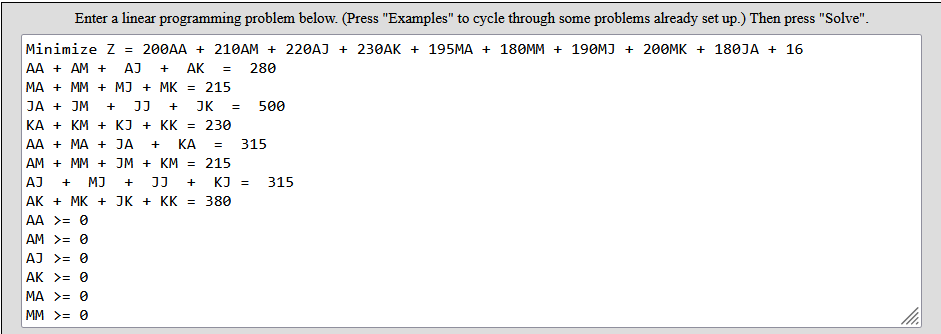 Enter a linear programming problem below. (Press "Examples" to cycle through some problems already set up.) Then press "Solve".
Minimize Z = 200AA + 210AM + 220AJ + 230AK + 195MA + 180MM + 190MJ + 200MK + 180JA + 16
AA + AM + AJ + AK = 280
MA + MM + MJ + MK = 215
JA + JM + JJ + JK = 500
KA + KM + KJ + KK = 230
AA + MA + JA + KA = 315
AM + MM + JM + KM = 215
AJ + MJ + JJ + KJ = 315
AK + MK + JK + KK = 380
AA >= 0
AM >= 0
AJ >= 0
AK >= 0
MA >= 0
MM >= 0